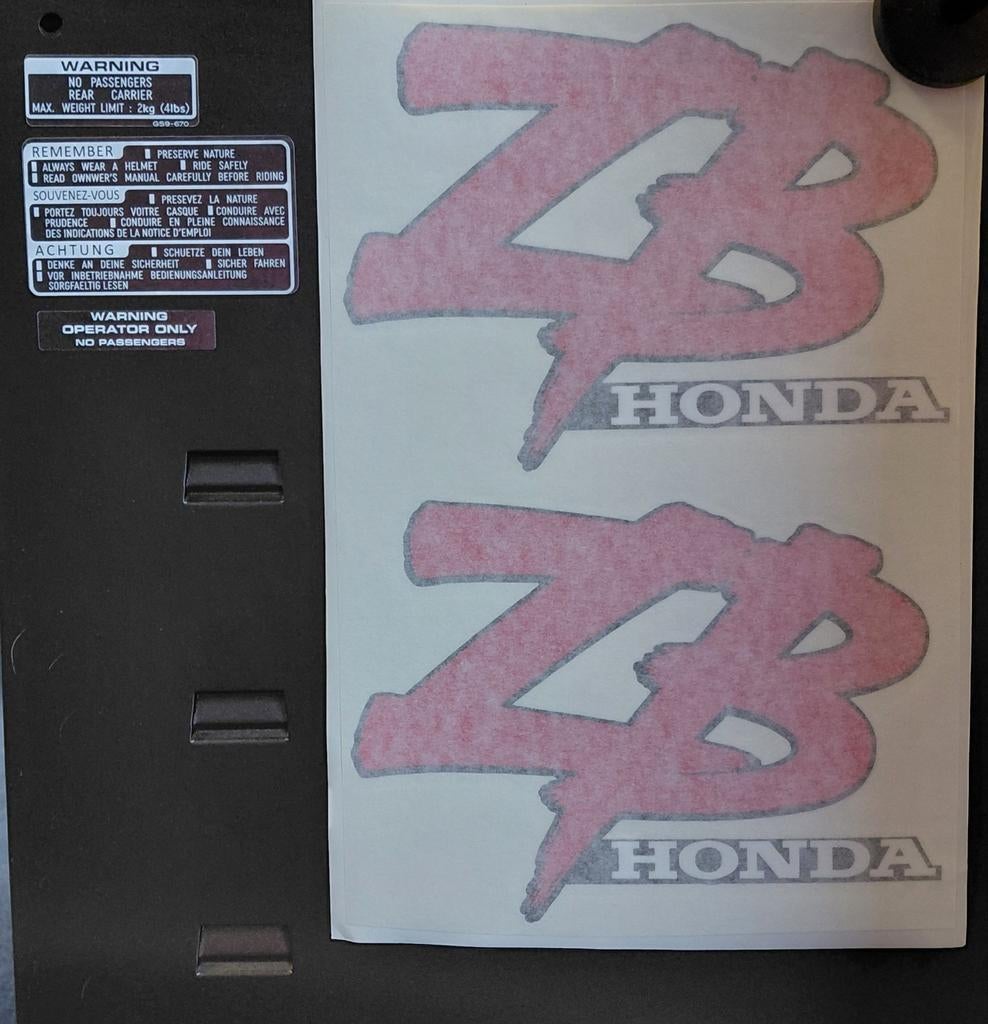 WARNING
NO PASSENGERS
REAR CARRIER
MAX. WEIGHT LIMIT : 2kg (4lbs)
GS9-670
REMEMBER ▮ PRESERVE NATURE
▮ ALWAYS WEAR A HELMET ▮ RIDE SAFELY
▮ READ OWNWER'S MANUAL CAREFULLY BEFORE RIDING
SOUVENEZ-VOUS ▮ PRESEVEZ LA NATURE
▮ PORTEZ TOUJOURS VOITRE CASQUE ▮ CONDUIRE AVEC
PRUDENCE ▮ CONDUIRE EN PLEINE CONNAISSANCE
DES INDICATIONS DE LA NOTICE D'EMPLOI
ACHTUNG ▮ SCHUETZE DEIN LEBEN
▮ DENKE AN DEINE SICHERHEIT ▮ SICHER FAHREN
▮ VOR INBETRIEBNAHME BEDIENUNGSANLEITUNG
SORGFAELTIG LESEN
WARNING
OPERATOR ONLY
NO PASSENGERS
ZB
HONDA
ZB
HONDA